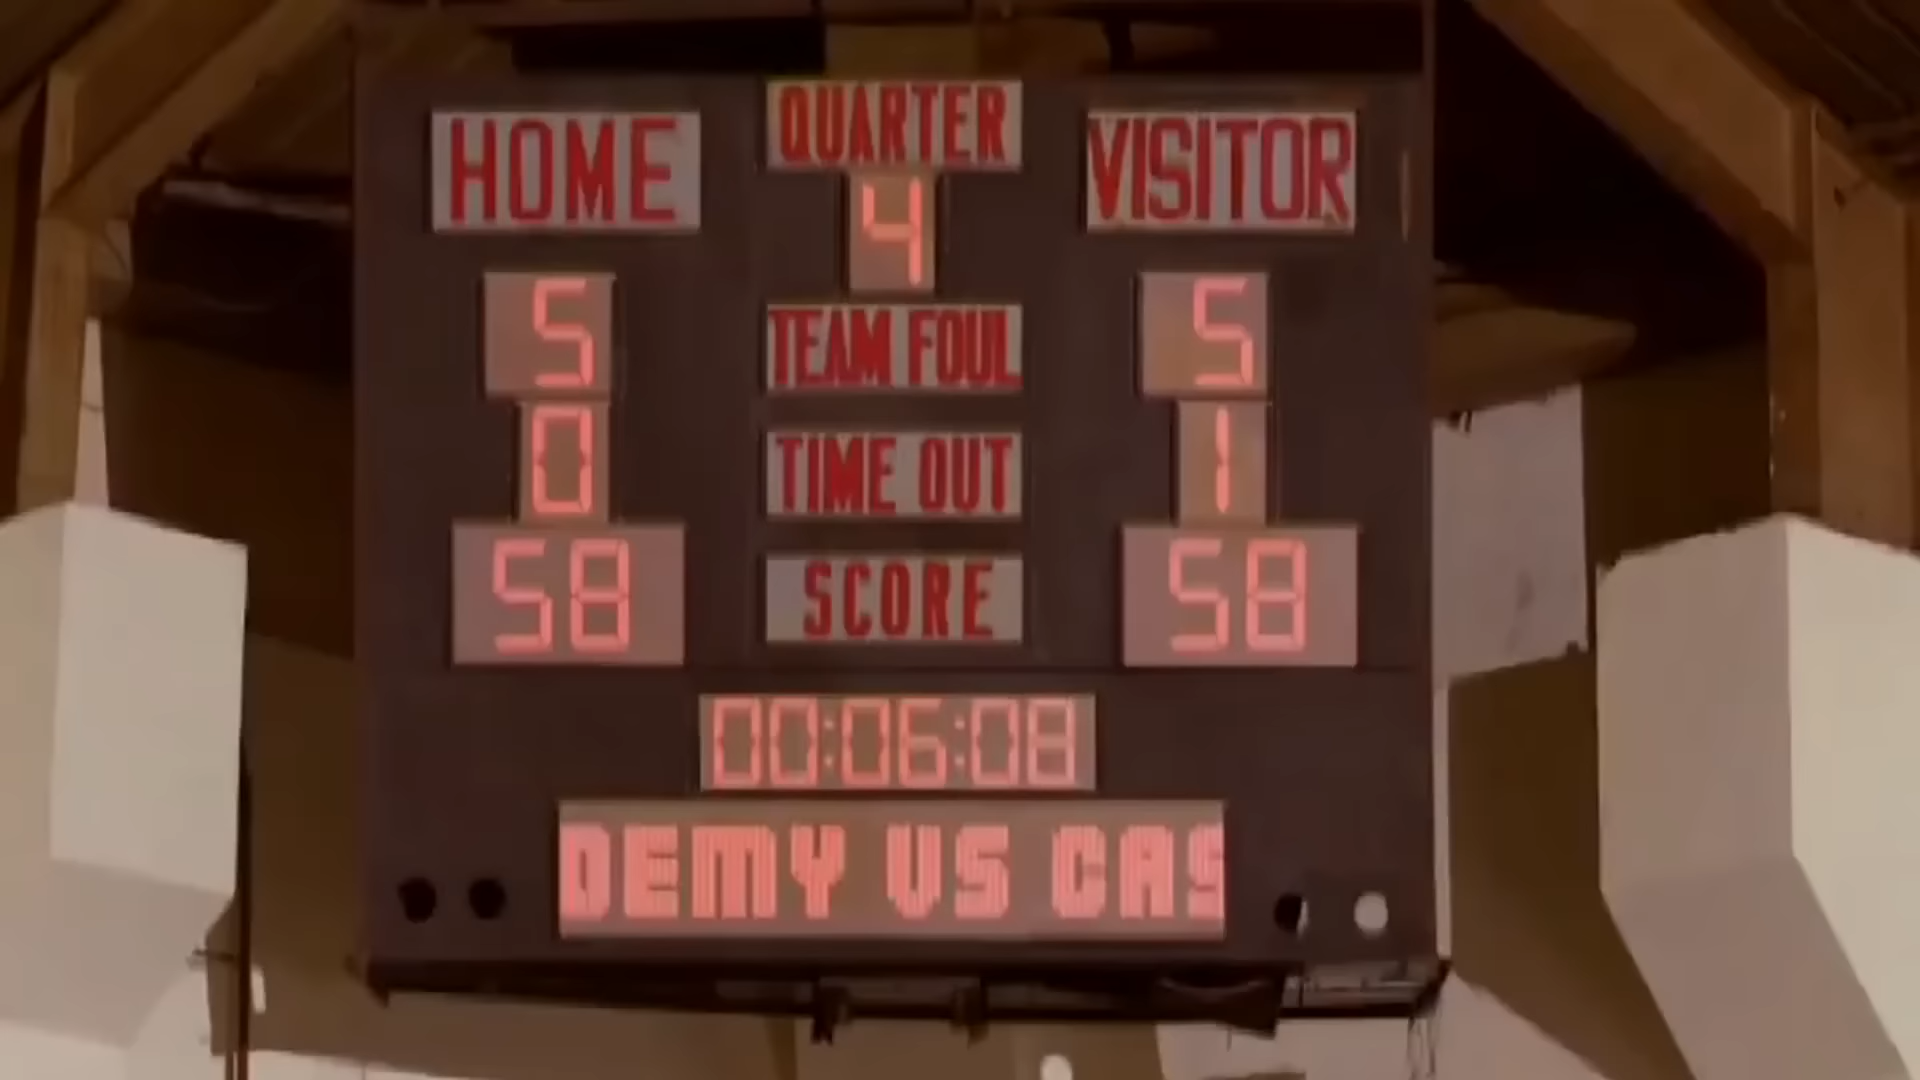 QUARTER
HOME
VISITOR
4
5 TEAM FOUL 5
0 TIME OUT 1
58 SCORE 58
00:06:08
DEMY VS CAS